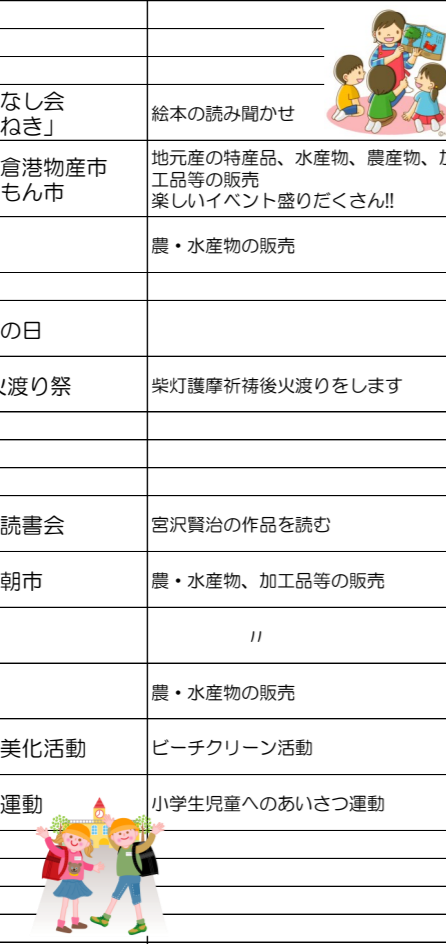 なし会
ねき」
絵本の読み聞かせ
倉港物産市
もん市
地元産の特産品、水産物、農産物、加
工品等の販売
楽しいイベント盛りだくさん!!
農・水産物の販売
の日
火渡り祭
柴灯護摩祈祷後火渡りをします
読書会
宮沢賢治の作品を読む
朝市
農・水産物、加工品等の販売
〃
農・水産物の販売
美化活動
ビーチクリーン活動
運動
小学生児童へのあいさつ運動